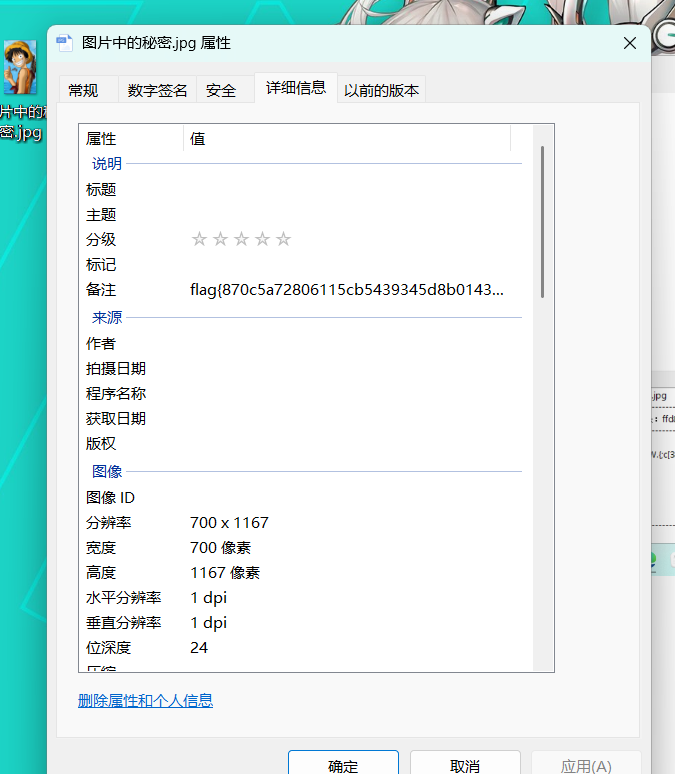 图片中的秘密.jpg 属性
片中的秘
密.jpg
常规 数字签名 安全 详细信息 以前的版本
属性 值
说明
标题
主题
分级 ☆☆☆☆☆
标记
备注 flag{870c5a72806115cb5439345d8b0143...
来源
作者
拍摄日期
程序名称
获取日期
版权
图像
图像 ID
分辨率 700 x 1167
宽度 700 像素
高度 1167 像素
水平分辨率 1 dpi
垂直分辨率 1 dpi
位深度 24
压缩
删除属性和个人信息
确定 取消 应用(A)
.jpg
: ffd8